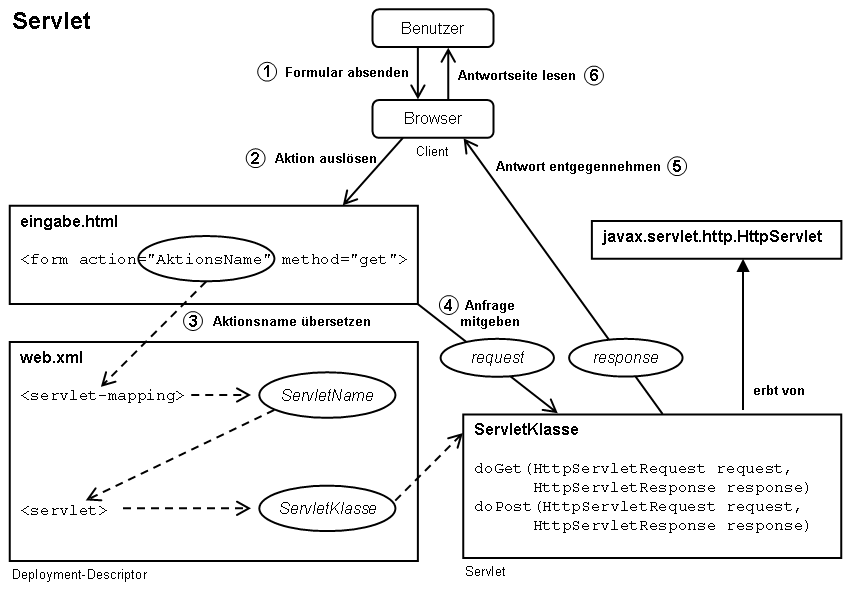 Servlet
Benutzer
1 Formular absenden
Antwortseite lesen 6
Browser
Client
2 Aktion auslösen
Antwort entgegennehmen 5
eingabe.html
<form action="AktionsName" method="get">
javax.servlet.http.HttpServlet
3 Aktionsname übersetzen
4 Anfrage
mitgeben
request
response
erbt von
web.xml
<servlet-mapping>
ServletName
<servlet>
ServletKlasse
Deployment-Descriptor
ServletKlasse
doGet(HttpServletRequest request,
HttpServletResponse response)
doPost(HttpServletRequest request,
HttpServletResponse response)
Servlet